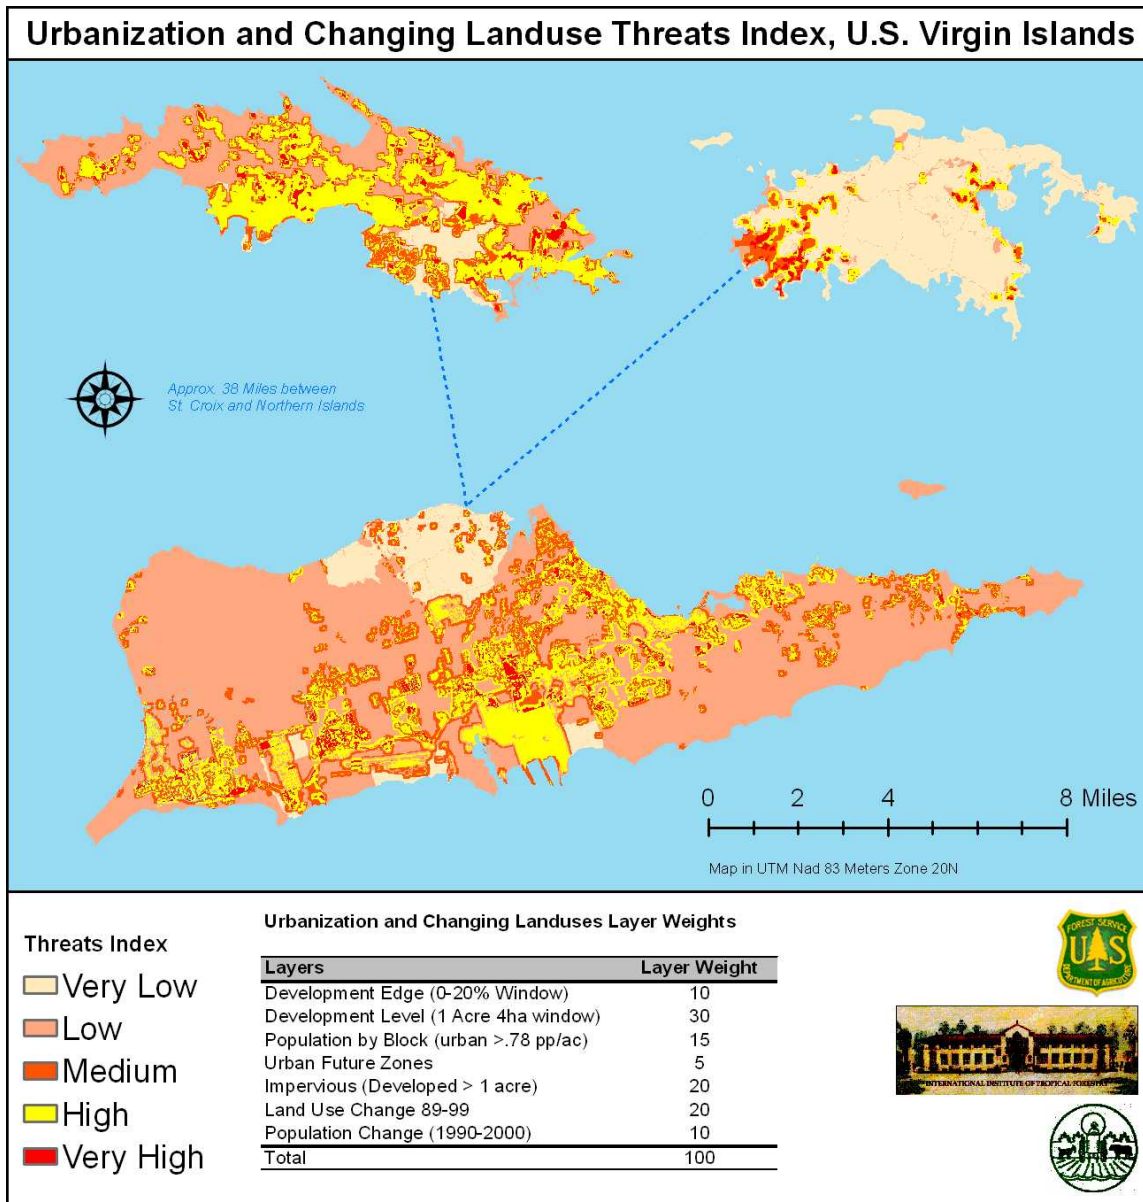 Urbanization and Changing Landuse Threats Index, U.S. Virgin Islands
Approx. 38 Miles between
St. Croix and Northern Islands
0 2 4 8 Miles
Map in UTM Nad 83 Meters Zone 20N
Threats Index
Very Low
Low
Medium
High
Very High
Urbanization and Changing Landuses Layer Weights
Layers Layer Weight
Development Edge (0-20% Window) 10
Development Level (1 Acre 4ha window) 30
Population by Block (urban >.78 pp/ac) 15
Urban Future Zones 5
Impervious (Developed > 1 acre) 20
Land Use Change 89-99 20
Population Change (1990-2000) 10
Total 100
FOREST SERVICE
U S
DEPARTMENT OF AGRICULTURE
INTERNATIONAL INSTITUTE OF TROPICAL FORESTRY